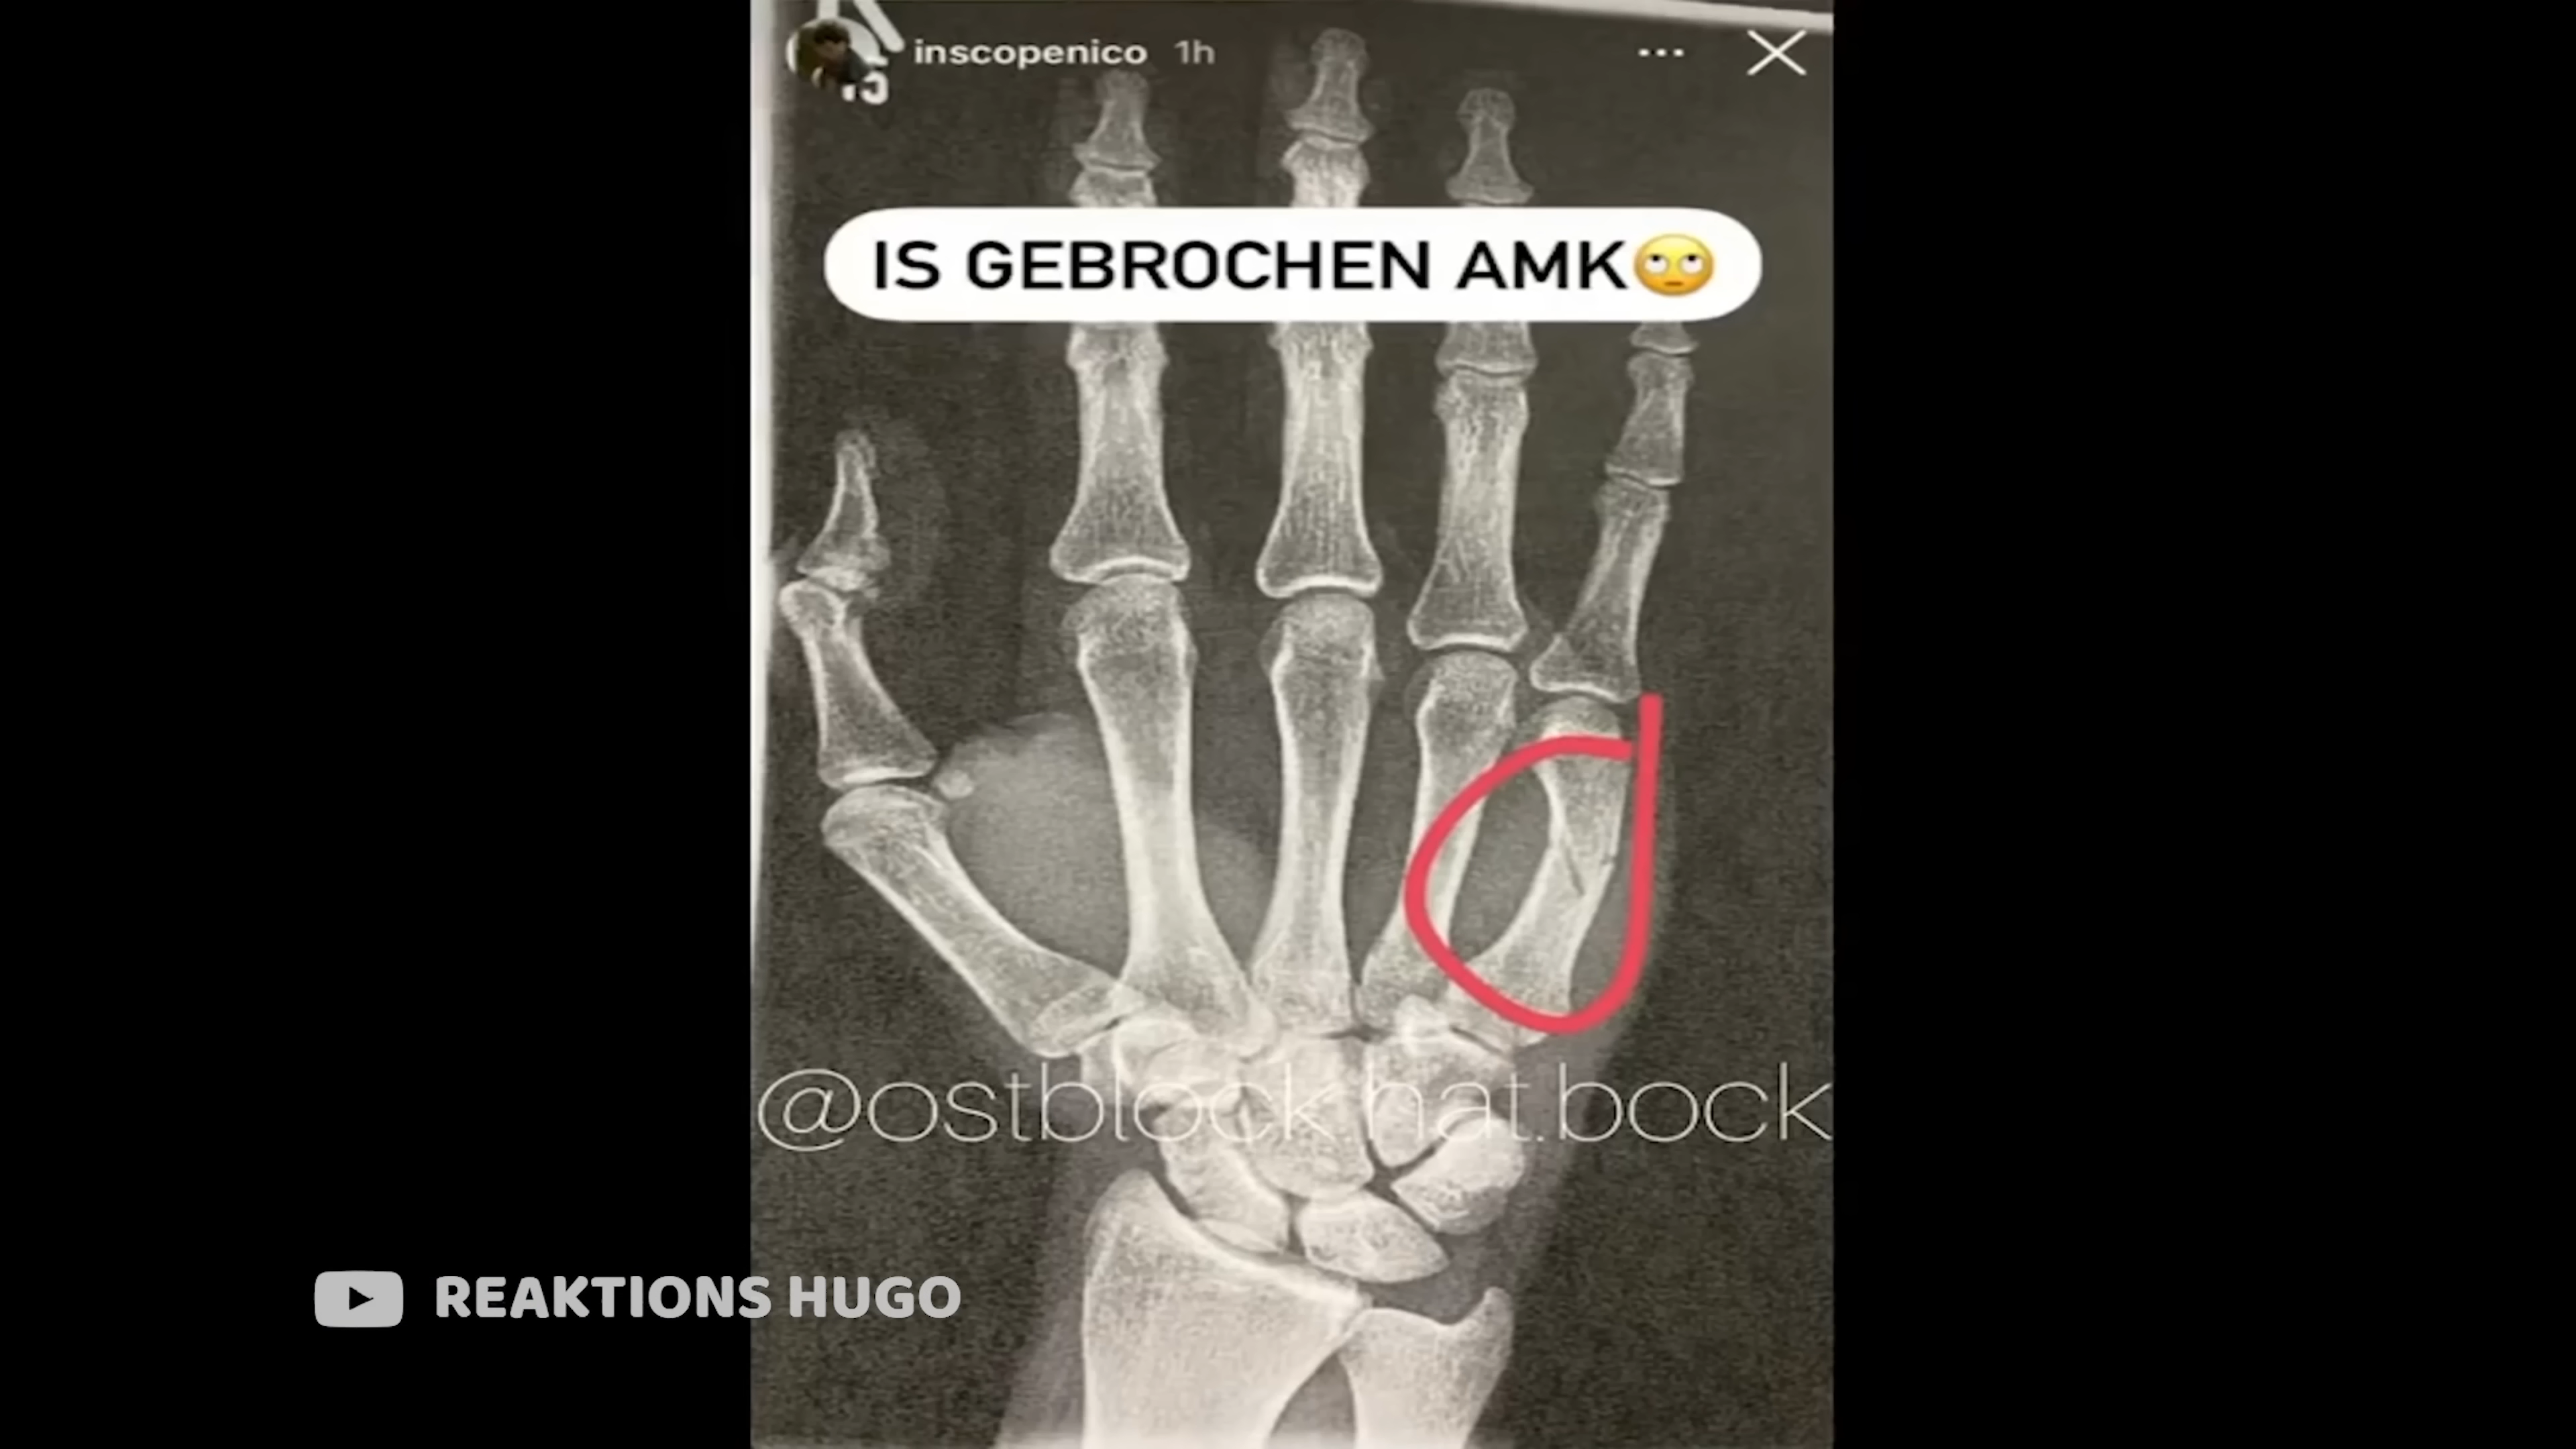 inscopenico 1h
IS GEBROCHEN AMK🙄
@ostblock.hat.bock
REAKTIONS HUGO